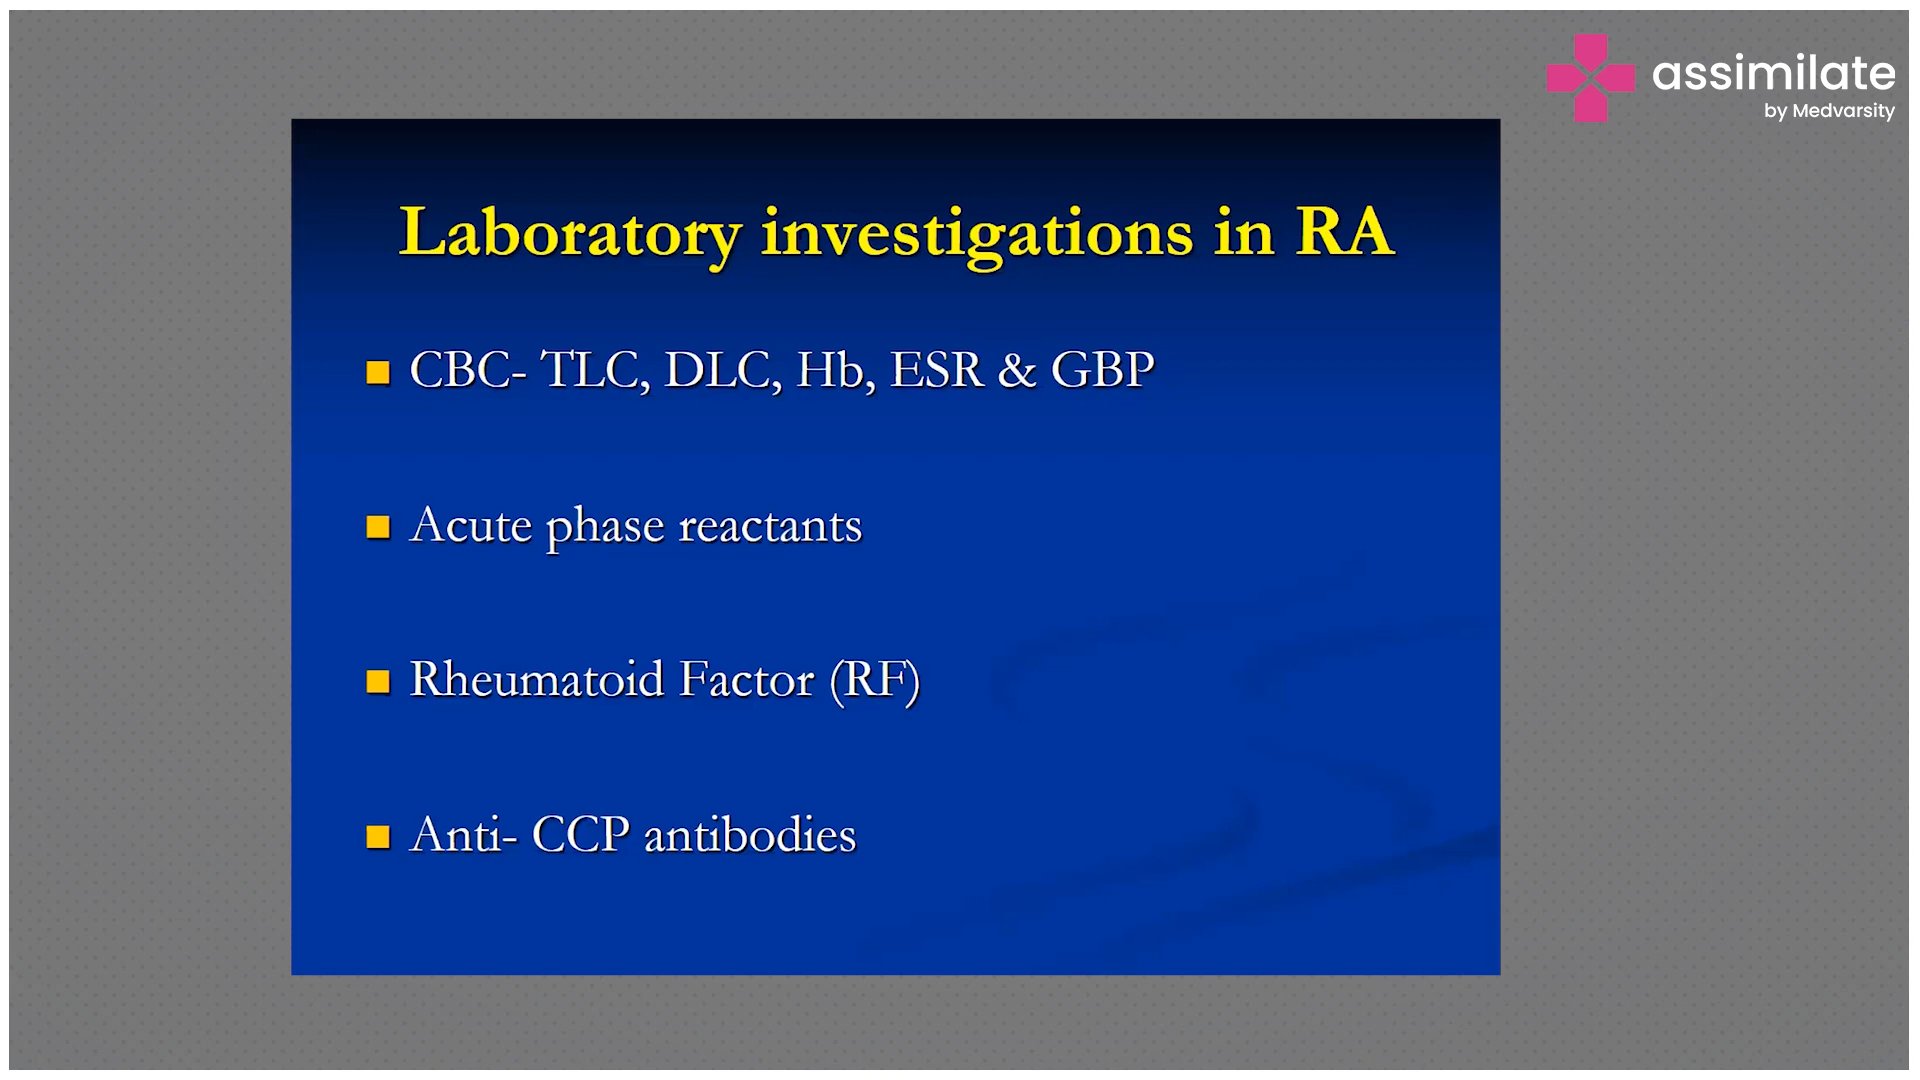 assimilate
by Medvarsity
Laboratory investigations in RA
CBC- TLC, DLC, Hb, ESR & GBP
Acute phase reactants
Rheumatoid Factor (RF)
Anti- CCP antibodies